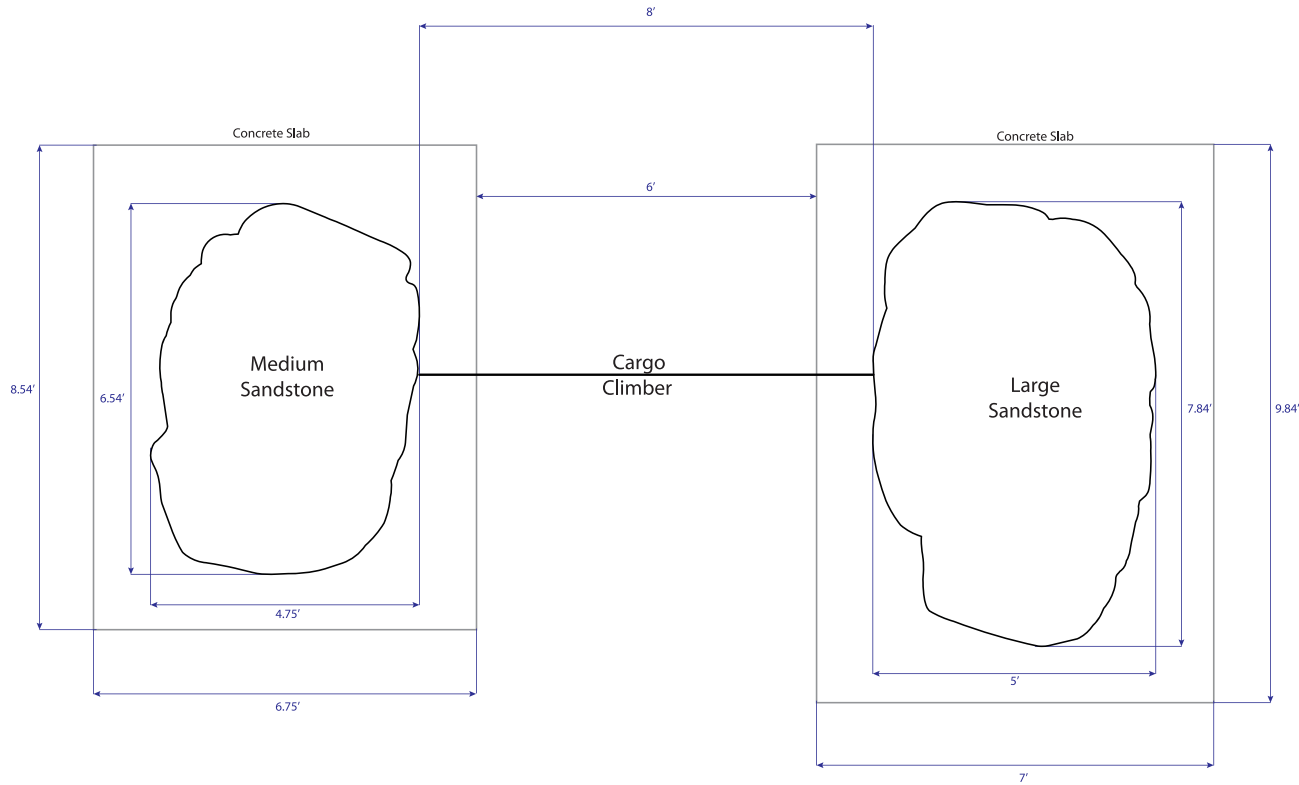 8′
Concrete Slab
Concrete Slab
6′
Medium
Sandstone
Cargo
Climber
Large
Sandstone
8.54′
6.54′
7.84′
9.84′
4.75′
5′
6.75′
7′